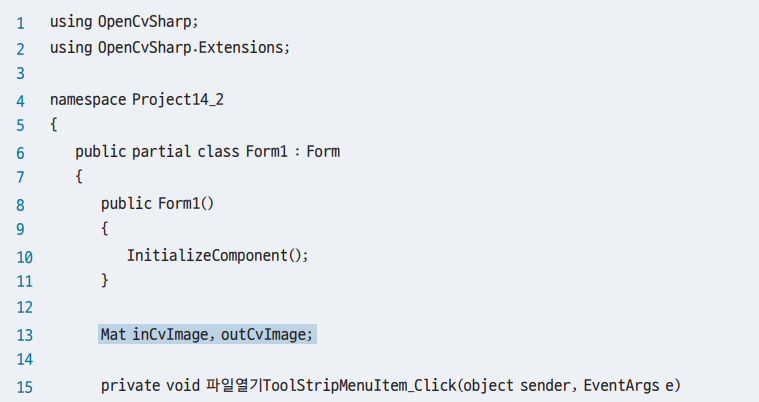 1 using OpenCvSharp;
2 using OpenCvSharp.Extensions;
3
4 namespace Project14_2
5 {
6 public partial class Form1 : Form
7 {
8 public Form1()
9 {
10 InitializeComponent();
11 }
12
13 Mat inCvImage, outCvImage;
14
15 private void 파일열기ToolStripMenuItem_Click(object sender, EventArgs e)